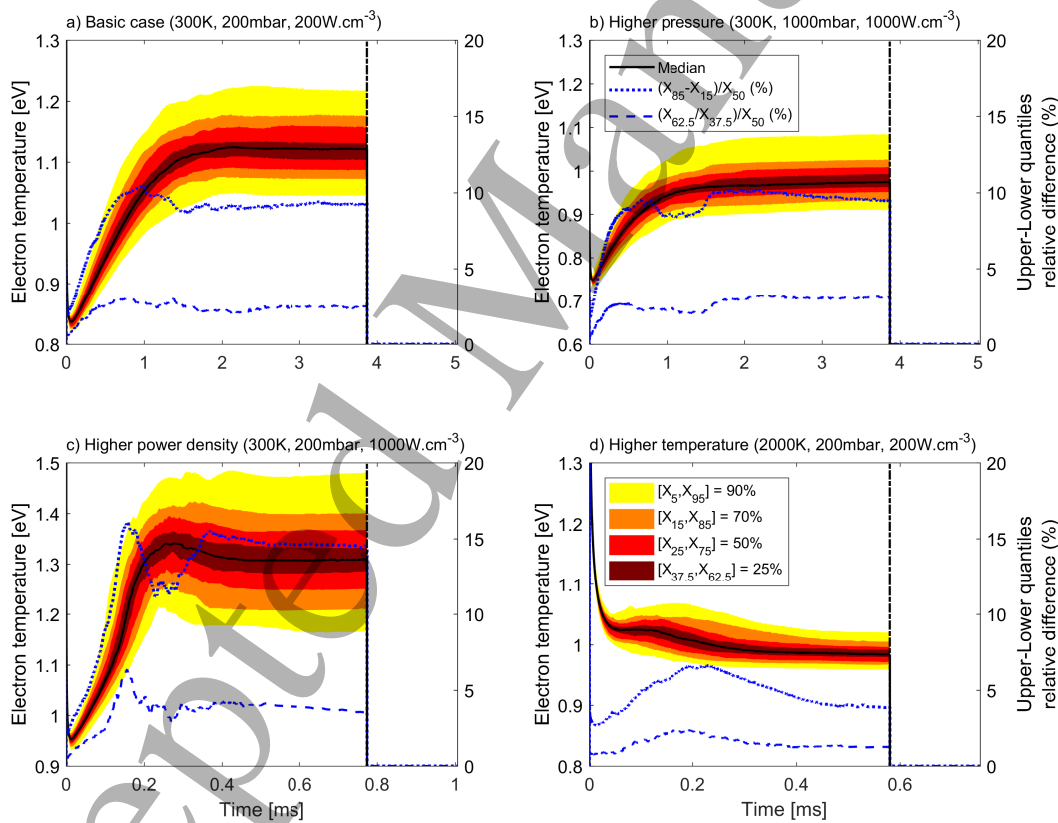 a) Basic case (300K, 200mbar, 200W.cm-3)
1.3
1.2
1.1
1
0.9
0.8
Electron temperature [eV]
20
15
10
5
0
0 1 2 3 4 5
b) Higher pressure (300K, 1000mbar, 1000W.cm-3)
1.3
1.2
1.1
1
0.9
0.8
0.7
0.6
Electron temperature [eV]
Median
(X85-X15)/X50 (%)
(X62.5/X37.5)/X50 (%)
20
15
10
5
0
Upper-Lower quantiles
relative difference (%)
0 1 2 3 4 5
c) Higher power density (300K, 200mbar, 1000W.cm-3)
1.5
1.4
1.3
1.2
1.1
1
0.9
Electron temperature [eV]
20
15
10
5
0
0 0.2 0.4 0.6 0.8 1
Time [ms]
d) Higher temperature (2000K, 200mbar, 200W.cm-3)
1.3
1.2
1.1
1
0.9
0.8
Electron temperature [eV]
[X5,X95] = 90%
[X15,X85] = 70%
[X25,X75] = 50%
[X37.5,X62.5] = 25%
20
15
10
5
0
Upper-Lower quantiles
relative difference (%)
0 0.2 0.4 0.6
Time [ms]
epted Man